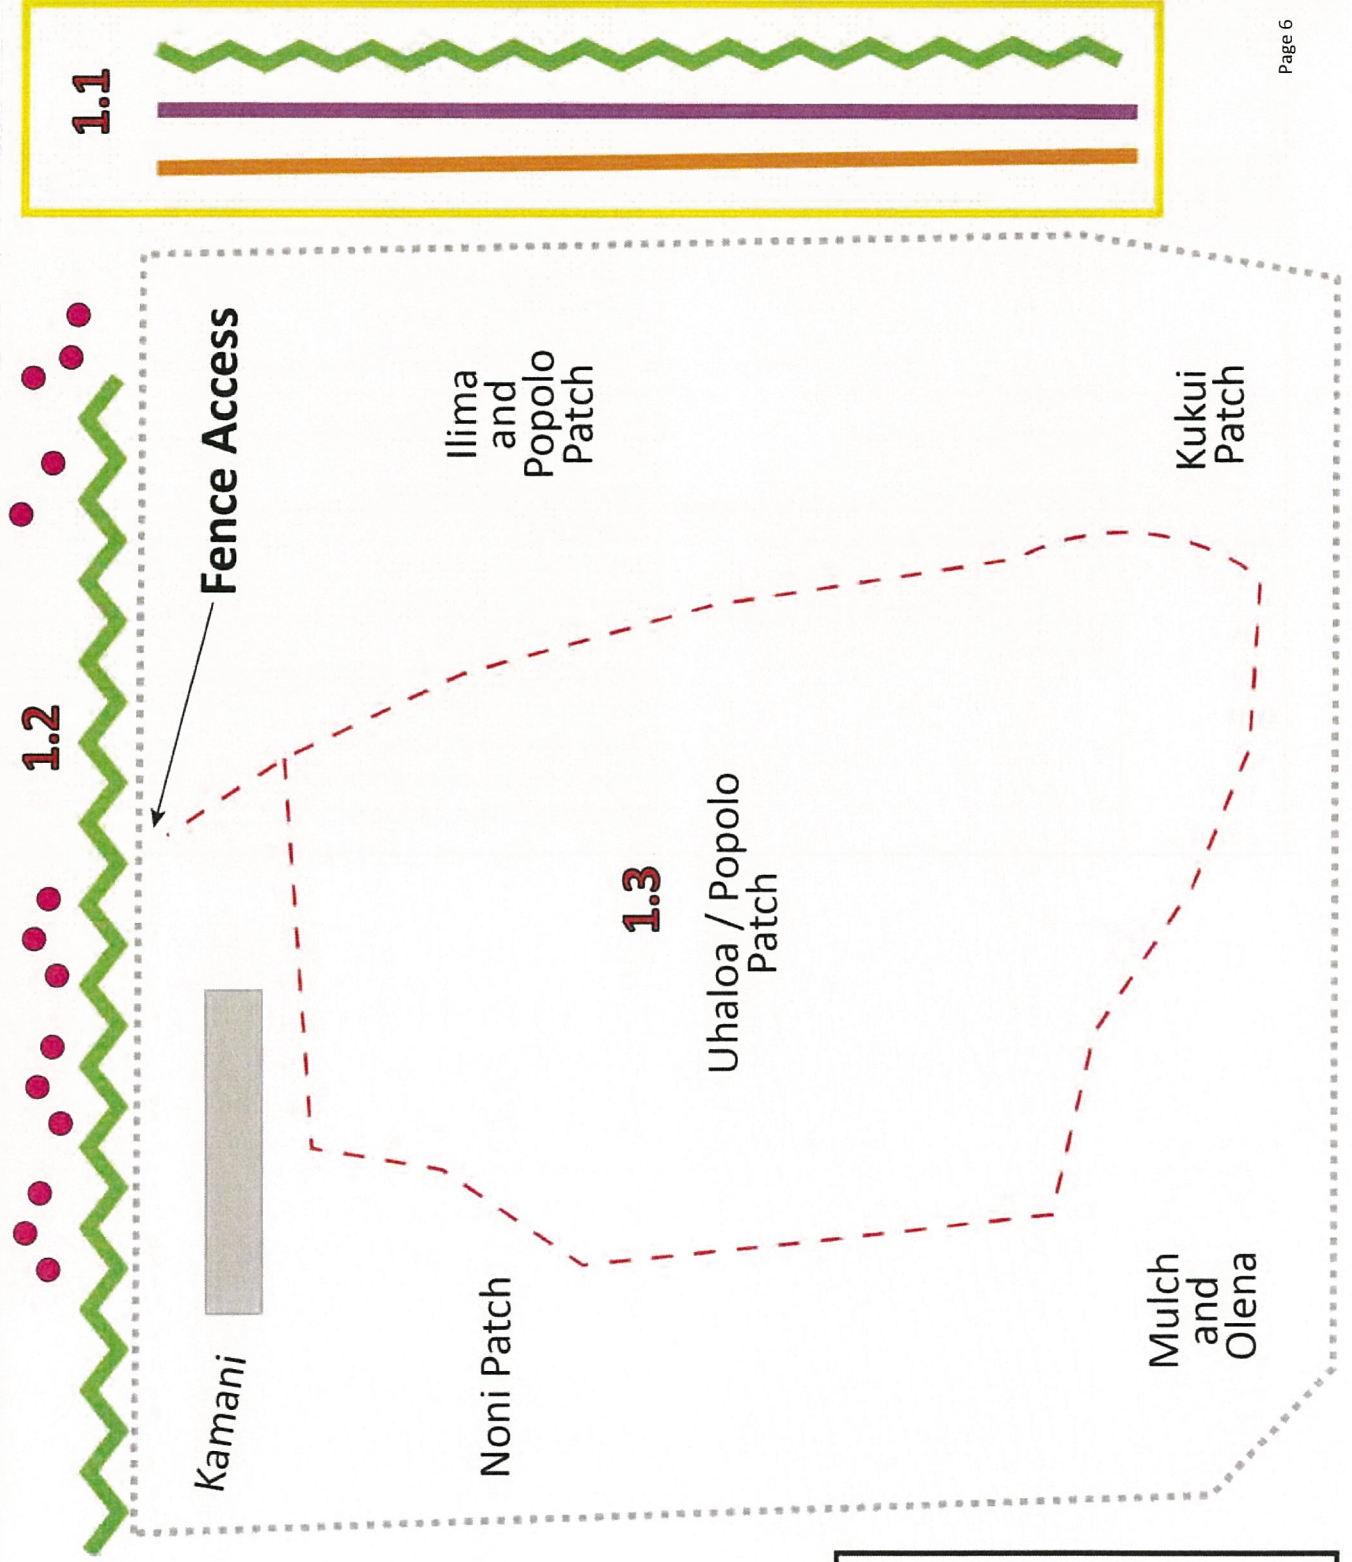 1.1
1.2
Fence Access
Kamani
Noni Patch
Ilima
and
Popolo
Patch
1.3
Uhaloa / Popolo
Patch
Mulch
and
Olena
Kukui
Patch
Page 6